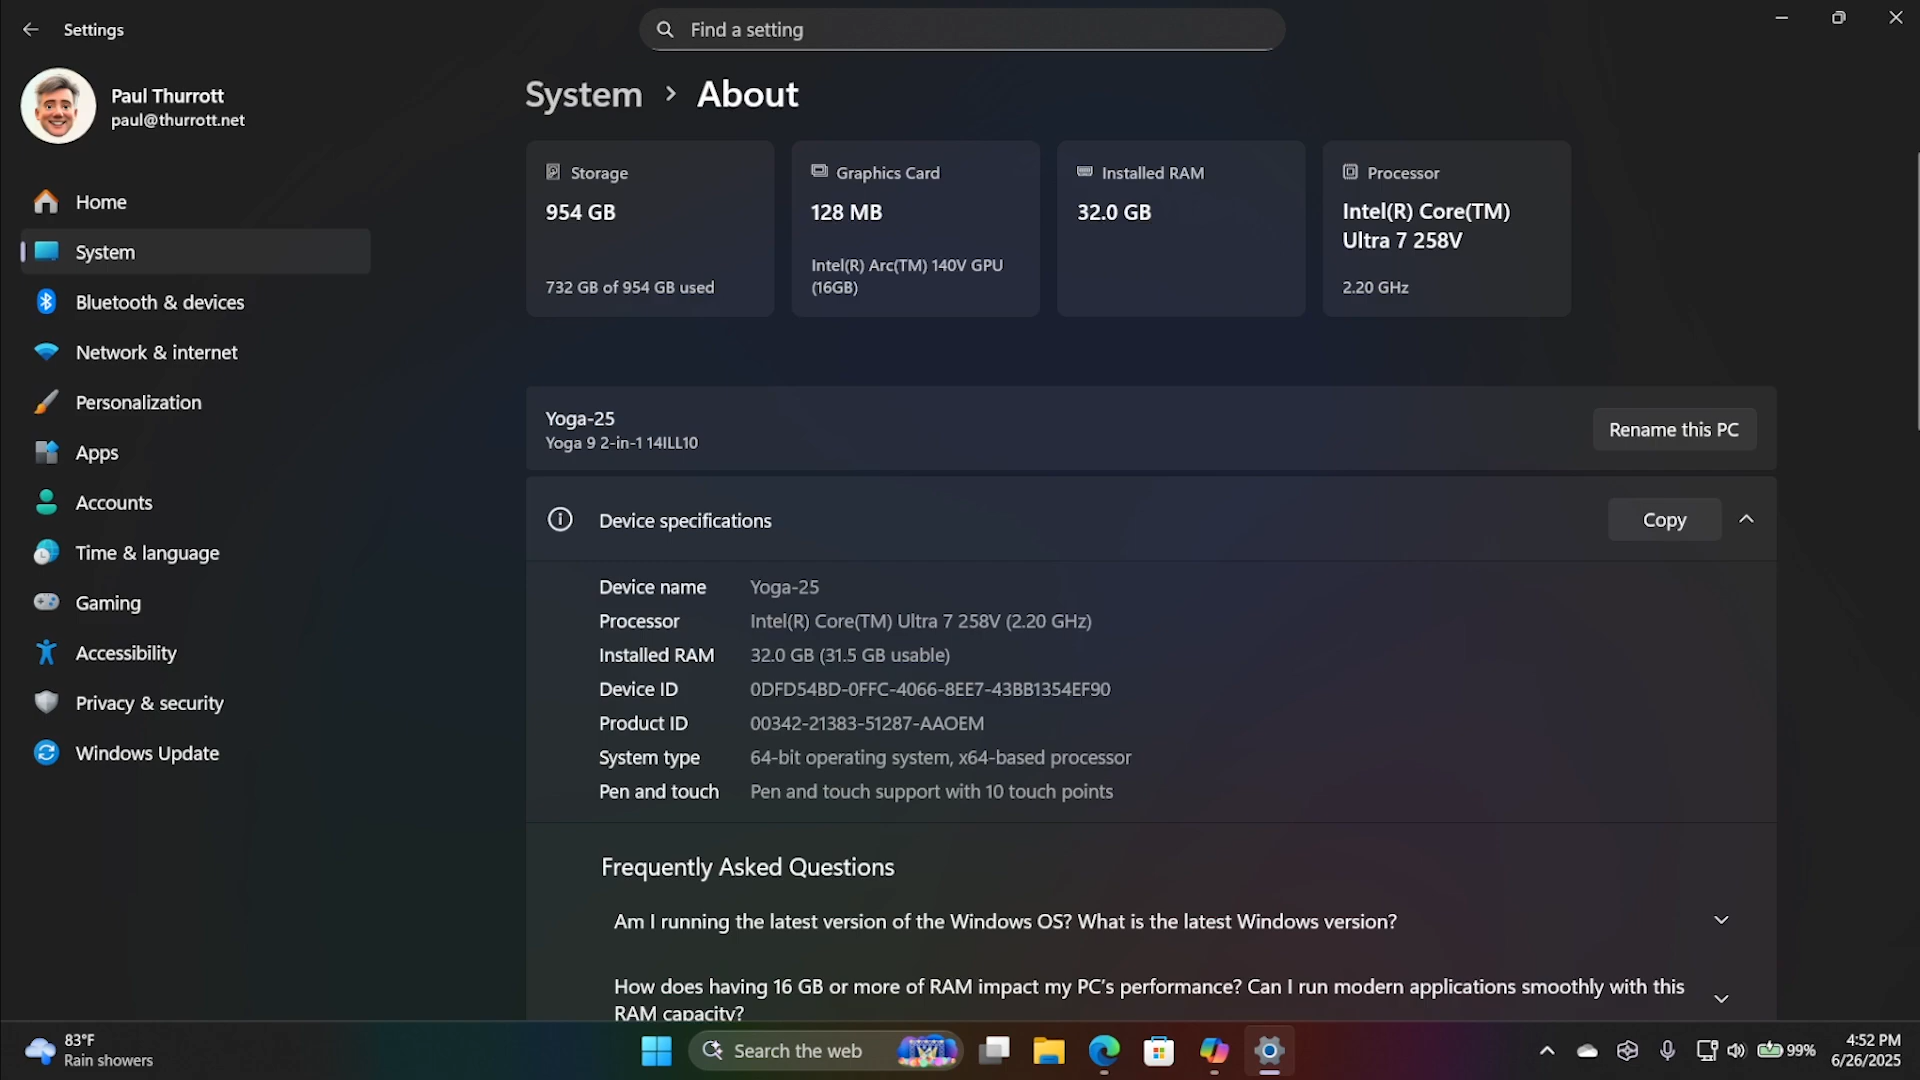 Settings
Find a setting
Paul Thurrott
paul@thurrott.net
Home
System
Bluetooth & devices
Network & internet
Personalization
Apps
Accounts
Time & language
Gaming
Accessibility
Privacy & security
Windows Update
System > About
Storage
954 GB
732 GB of 954 GB used
Graphics Card
128 MB
Intel(R) Arc(TM) 140V GPU
(16GB)
Installed RAM
32.0 GB
Processor
Intel(R) Core(TM)
Ultra 7 258V
2.20 GHz
Yoga-25
Yoga 9 2-in-1 14ILL10
Rename this PC
Device specifications
Copy
Device name Yoga-25
Processor Intel(R) Core(TM) Ultra 7 258V (2.20 GHz)
Installed RAM 32.0 GB (31.5 GB usable)
Device ID 0DFD54BD-0FFC-4066-8EE7-43BB1354EF90
Product ID 00342-21383-51287-AAOEM
System type 64-bit operating system, x64-based processor
Pen and touch Pen and touch support with 10 touch points
Frequently Asked Questions
Am I running the latest version of the Windows OS? What is the latest Windows version?
How does having 16 GB or more of RAM impact my PC's performance? Can I run modern applications smoothly with this
RAM capacity?
83°F
Rain showers
Search the web
99%
4:52 PM
6/26/2025